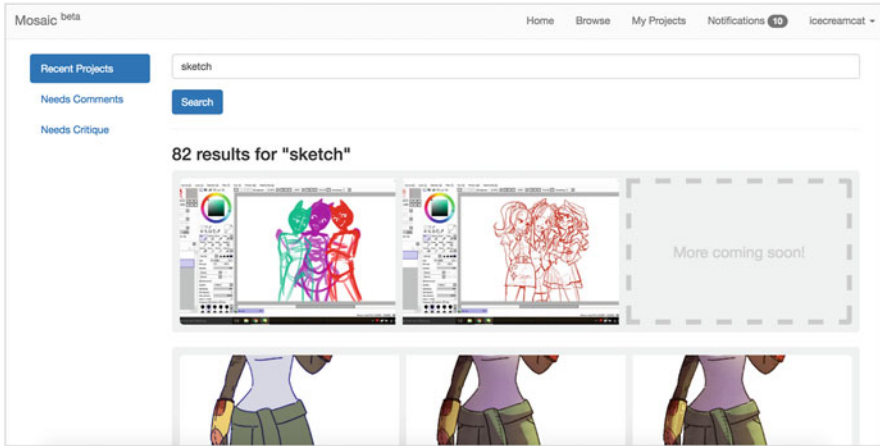 Mosaic beta
Home Browse My Projects Notifications 10 icecreamcat
Recent Projects
Needs Comments
Needs Critique
sketch
Search
82 results for "sketch"
More coming soon!